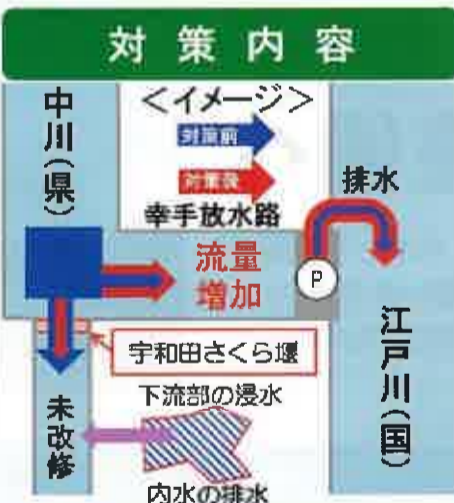 対策内容
中川(県)
<イメージ>
対策前
対策後
幸手放水路
排水
流量
増加
P
宇和田さくら堰
江戸川(国)
未改修
下流部の浸水
内水の排水